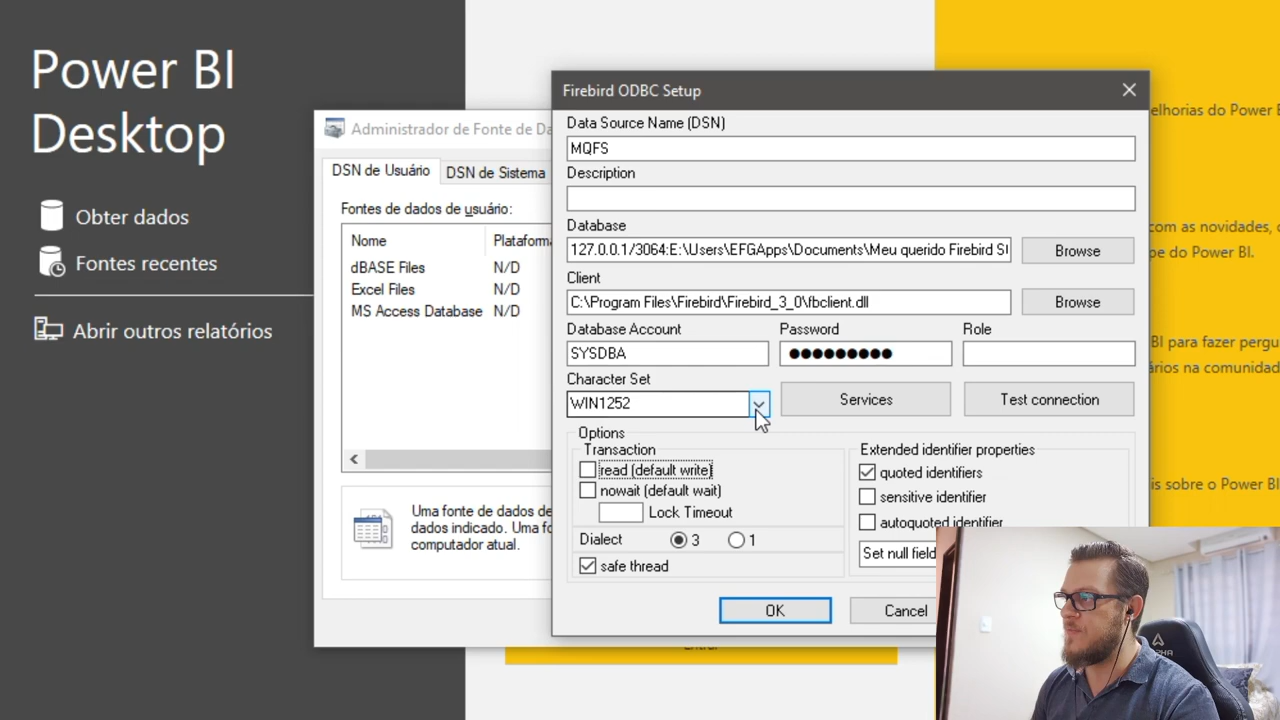 Power BI
Desktop
Obter dados
Fontes recentes
Abrir outros relatórios
Administrador de Fonte de Da
DSN de Usuário
DSN de Sistema
Fontes de dados de usuário:
Nome
Plataforma
dBASE Files N/D
Excel Files N/D
MS Access Database N/D
Uma fonte de dados de
dados indicado. Uma fo
computador atual.
Firebird ODBC Setup
Data Source Name (DSN)
MQFS
Description
Database
127.0.0.1/3064:E:\Users\EFGApps\Documents\Meu querido Firebird
Browse
Client
C:\Program Files\Firebird\Firebird_3_0\fbclient.dll
Browse
Database Account Password Role
SYSDBA ●●●●●●●●●
Character Set
WIN1252
Services
Test connection
Options
Transaction
read (default write)
nowait (default wait)
Lock Timeout
Dialect 3 1
safe thread
Extended identifier properties
quoted identifiers
sensitive identifier
autoquoted identifier
Set null field
OK
Cancel
elhorias do Power B
com as novidades,
pe do Power BI.
BI para fazer pergu
ários na comunidad
is sobre o Power BI